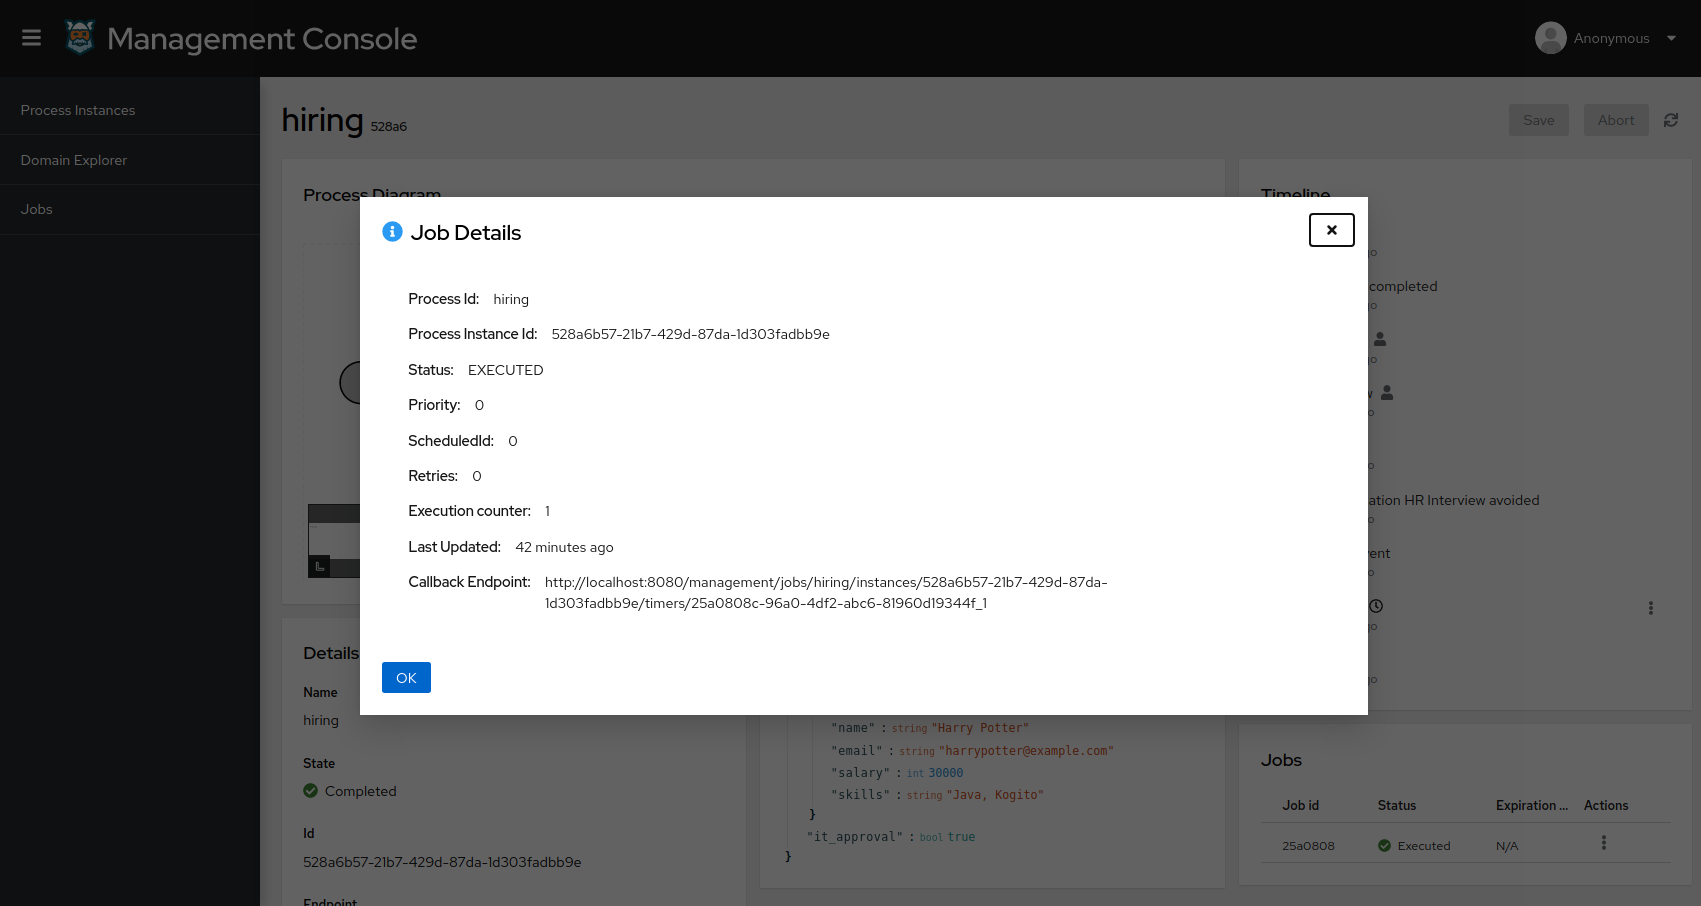 Management Console
Anonymous
Process Instances
Domain Explorer
Jobs
hiring 528a6
Save
Abort
Process Diagram
Timeline
Job Details
Process Id: hiring
Process Instance Id: 528a6b57-21b7-429d-87da-1d303fadbb9e
Status: EXECUTED
Priority: 0
ScheduledId: 0
Retries: 0
Execution counter: 1
Last Updated: 42 minutes ago
Callback Endpoint: http://localhost:8080/management/jobs/hiring/instances/528a6b57-21b7-429d-87da-
1d303fadbb9e/timers/25a0808c-96a0-4df2-abc6-81960d19344f_1
OK
completed
ation HR Interview avoided
Details
Name
hiring
State
Completed
Id
528a6b57-21b7-429d-87da-1d303fadbb9e
Endpoint
"name" : string "Harry Potter"
"email" : string "harrypotter@example.com"
"salary" : int 30000
"skills" : string "Java, Kogito"
}
"it_approval" : bool true
}
Jobs
Job id Status Expiration ... Actions
25a0808 Executed N/A